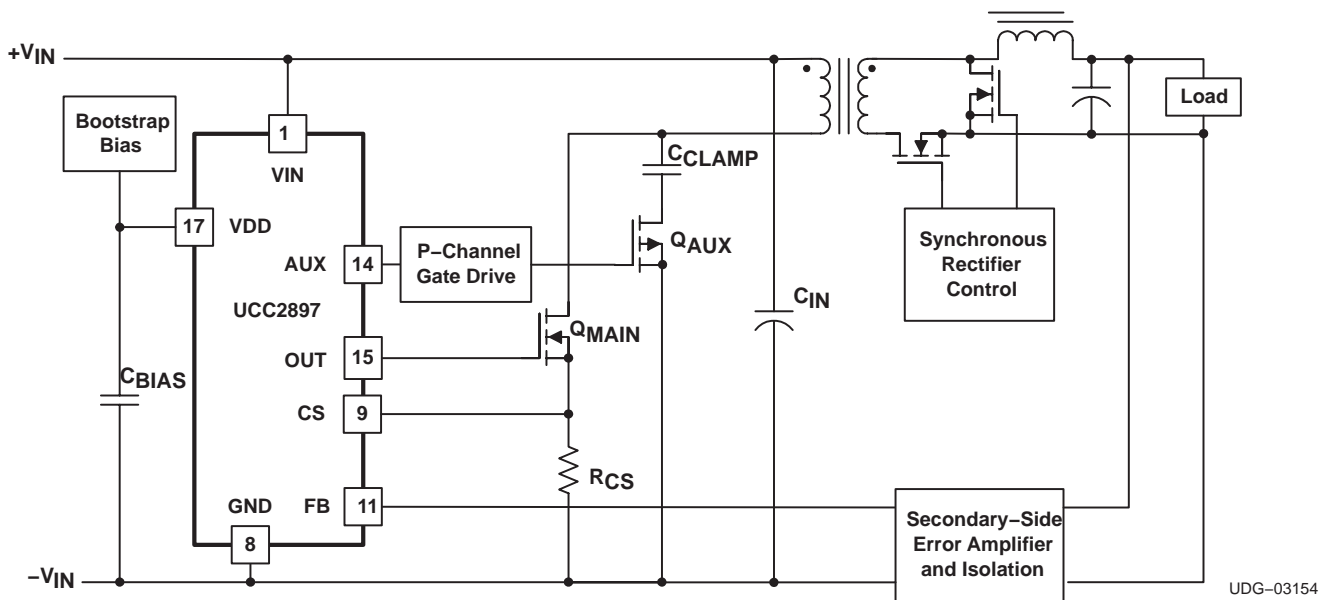 +VIN
Bootstrap
Bias
1
VIN
17
VDD
AUX
14
P−Channel
Gate Drive
UCC2897
OUT
15
CS
9
CBIAS
GND
8
FB
11
−VIN
CCLAMP
QAUX
QMAIN
RCS
CIN
Synchronous
Rectifier
Control
Load
Secondary−Side
Error Amplifier
and Isolation
UDG−03154